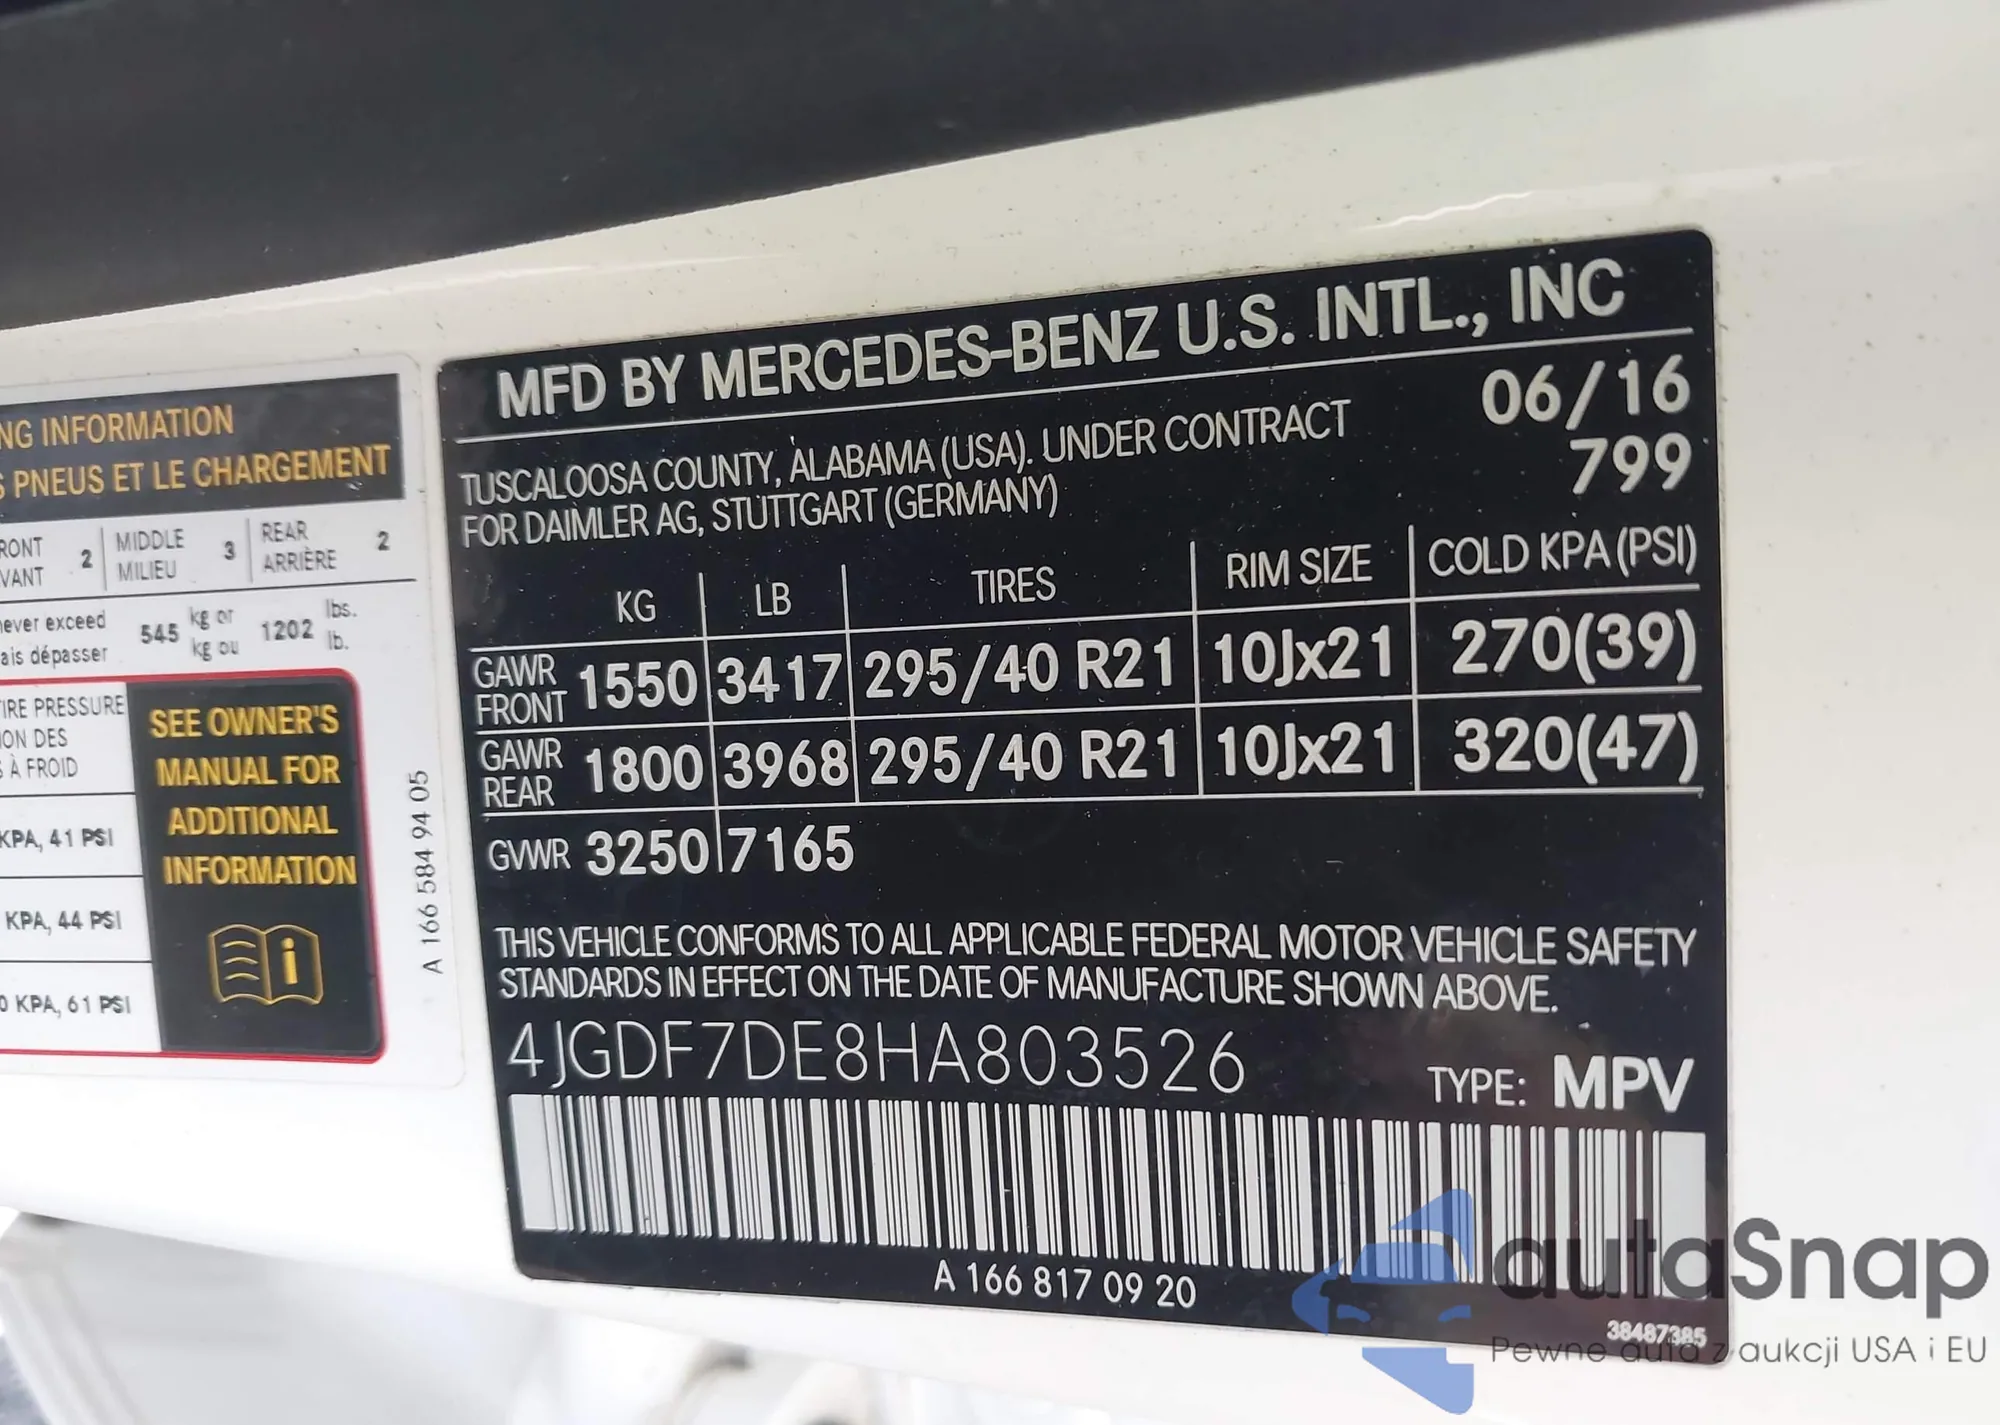 NG INFORMATION
S PNEUS ET LE CHARGEMENT
RONT
VANT
2
MIDDLE
MILIEU
3
REAR
ARRIÈRE
2
never exceed
ais dépasser
545
kg or
kg ou
1202
lbs.
lb.
IRE PRESSURE
ION DES
S À FROID
KPA, 41 PSI
KPA, 44 PSI
0 KPA, 61 PSI
SEE OWNER'S
MANUAL FOR
ADDITIONAL
INFORMATION
A 166 584 94 05
MFD BY MERCEDES-BENZ U.S. INTL., INC
TUSCALOOSA COUNTY, ALABAMA (USA). UNDER CONTRACT
FOR DAIMLER AG, STUTTGART (GERMANY)
06/16
799
KG LB TIRES RIM SIZE COLD KPA (PSI)
GAWR FRONT 1550 3417 295/40 R21 10Jx21 270(39)
GAWR REAR 1800 3968 295/40 R21 10Jx21 320(47)
GVWR 3250 7165
THIS VEHICLE CONFORMS TO ALL APPLICABLE FEDERAL MOTOR VEHICLE SAFETY
STANDARDS IN EFFECT ON THE DATE OF MANUFACTURE SHOWN ABOVE.
4JGDF7DE8HA803526
TYPE: MPV
A 166 817 09 20
38487385
autaSnap
Pewne auta z aukcji USA i EU